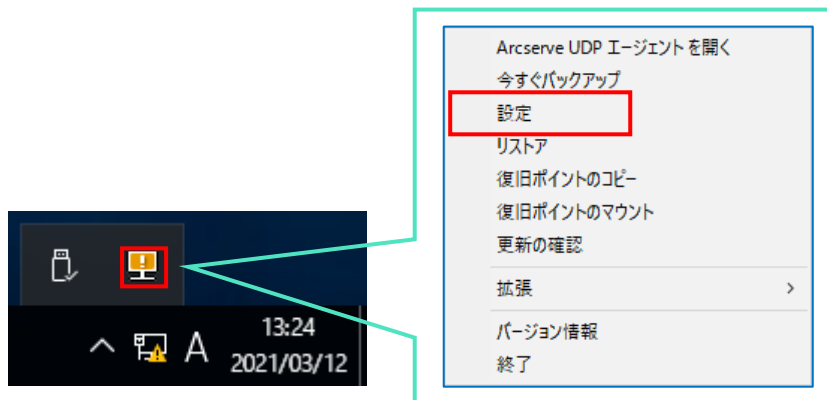 Arcserve UDP エージェント を開く
今すぐバックアップ
設定
リストア
復旧ポイントのコピー
復旧ポイントのマウント
更新の確認
拡張
バージョン情報
終了
A
13:24
2021/03/12